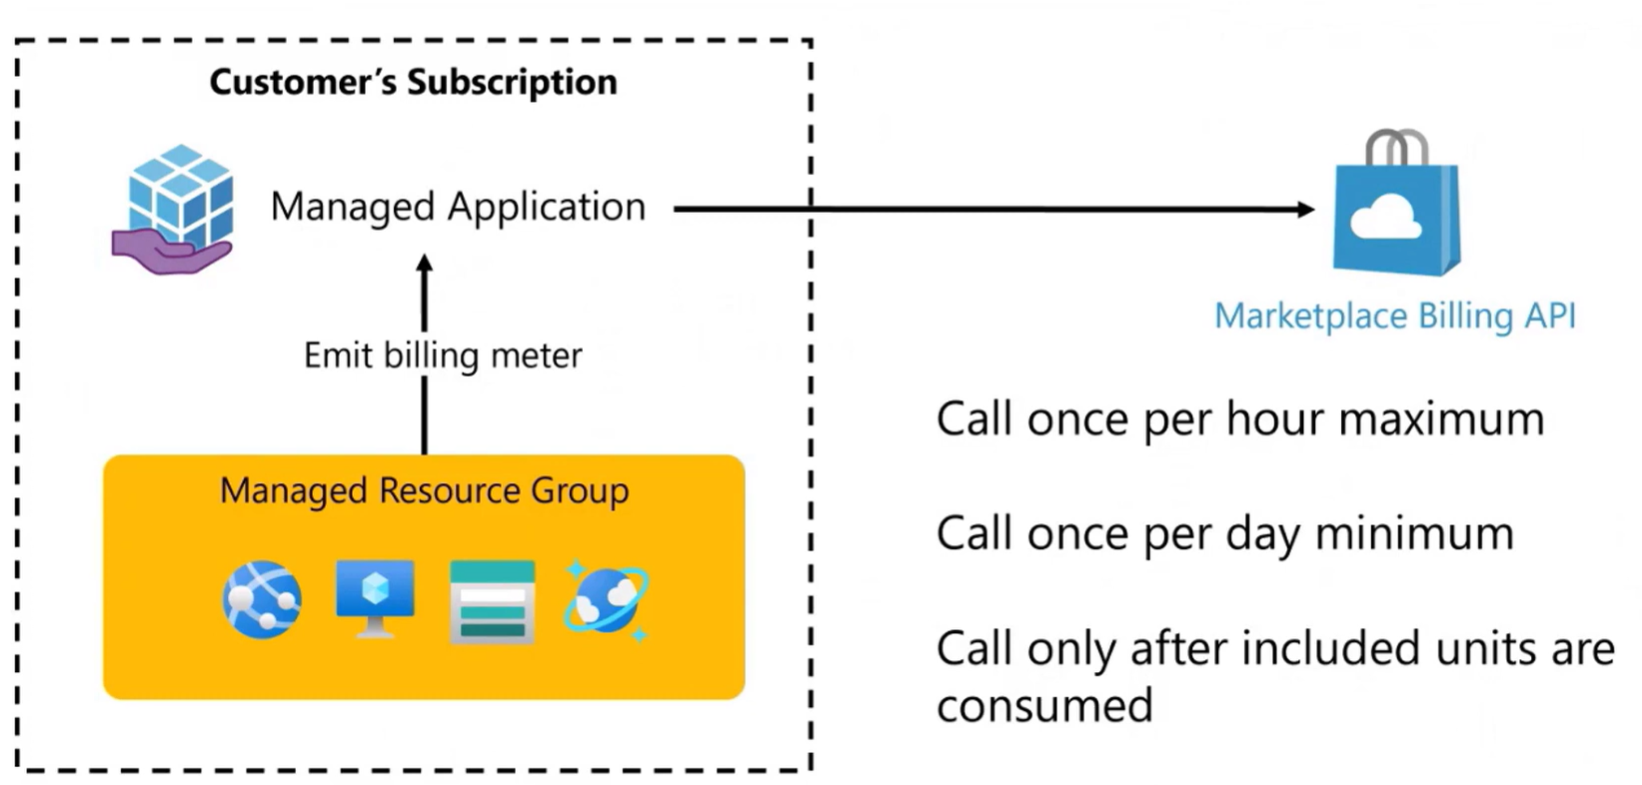 Customer’s Subscription
Managed Application
Emit billing meter
Managed Resource Group
Marketplace Billing API
Call once per hour maximum
Call once per day minimum
Call only after included units are
consumed